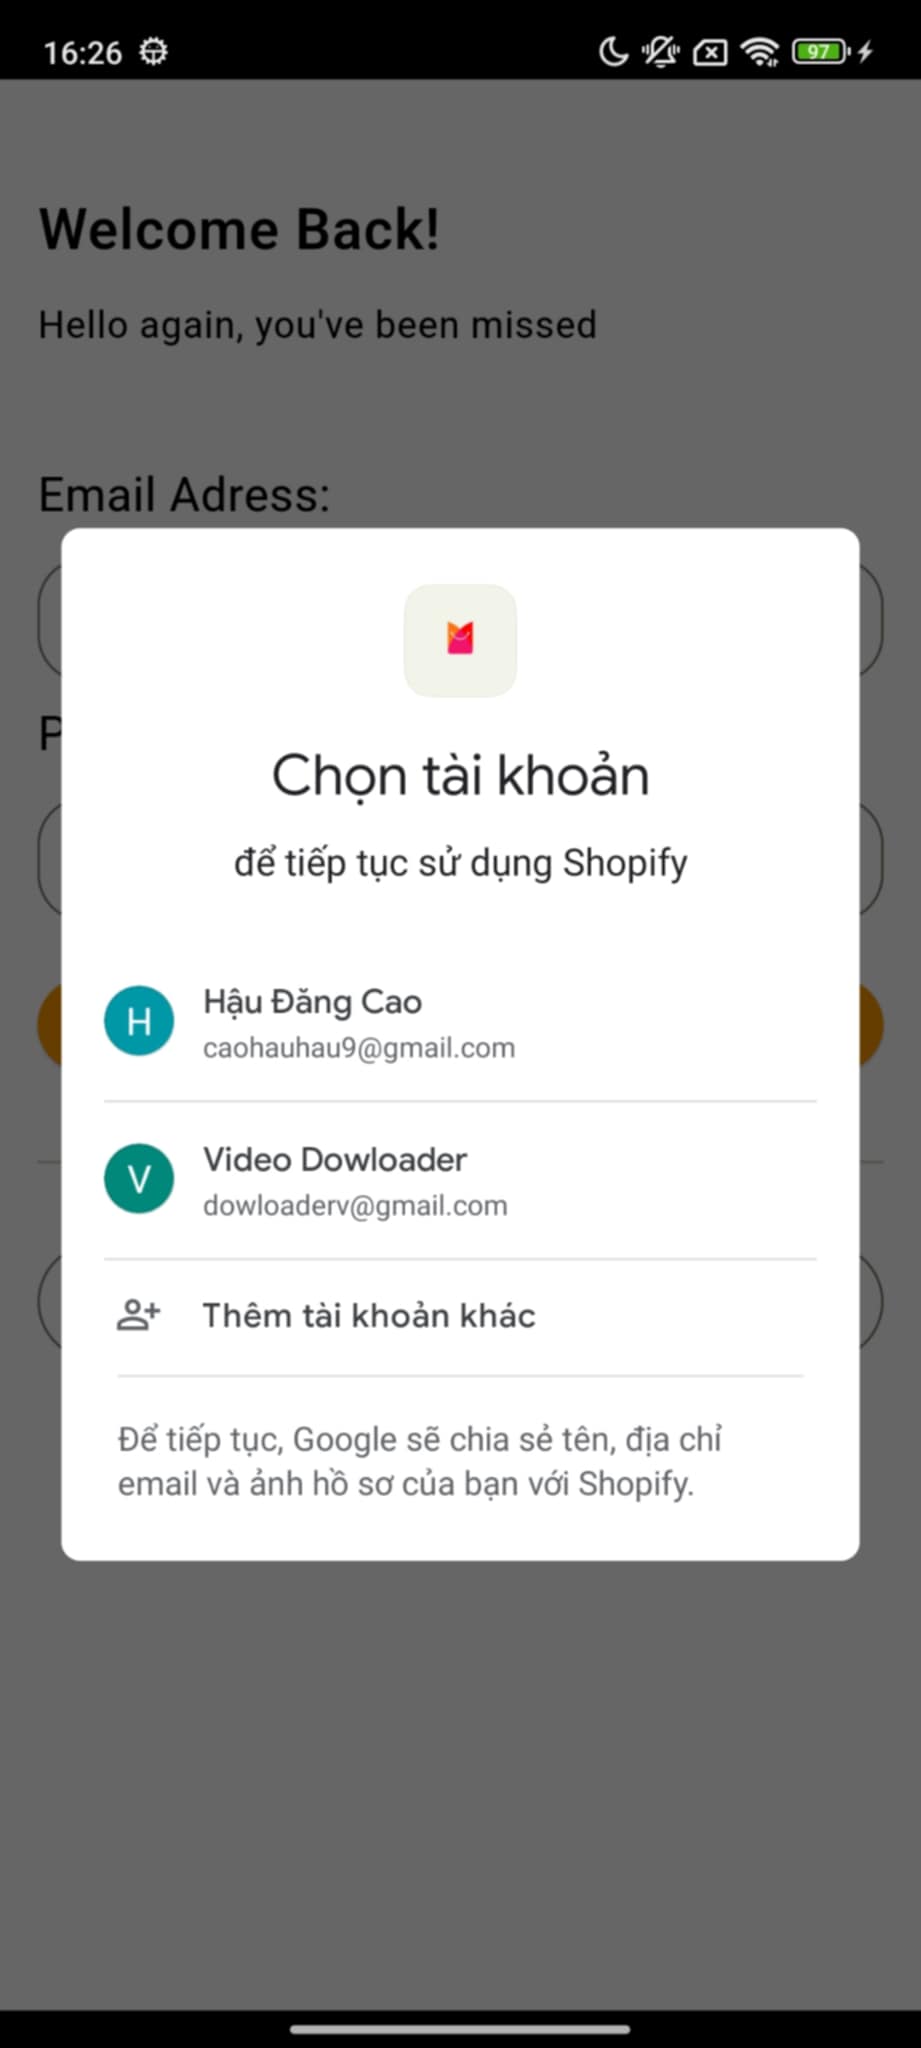 16:26
97
Welcome Back!
Hello again, you've been missed
Email Adress:
P
Chọn tài khoản
để tiếp tục sử dụng Shopify
H
Hậu Đăng Cao
caohauhau9@gmail.com
V
Video Dowloader
dowloaderv@gmail.com
Thêm tài khoản khác
Để tiếp tục, Google sẽ chia sẻ tên, địa chỉ
email và ảnh hồ sơ của bạn với Shopify.